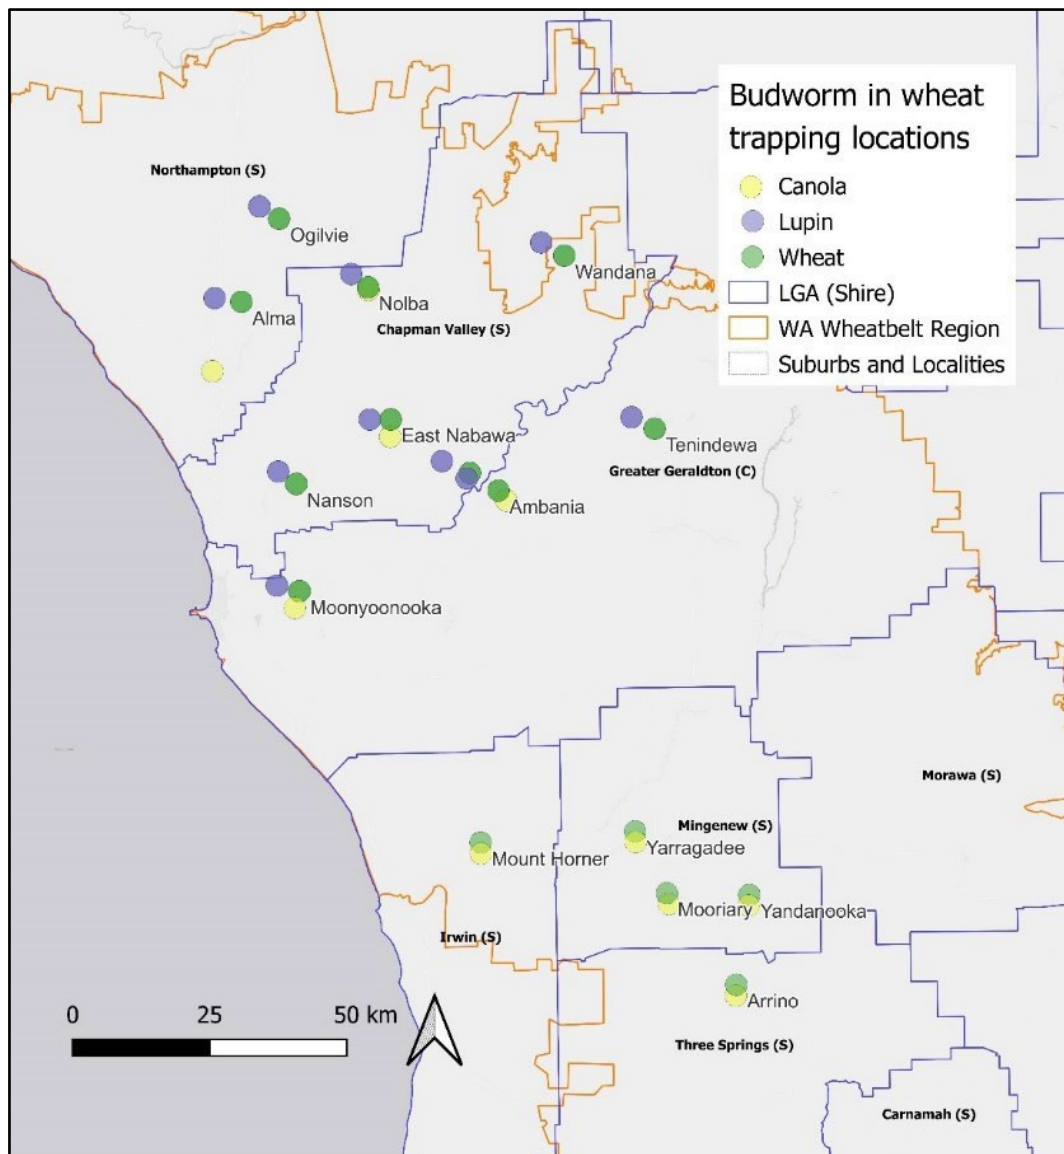 Budworm in wheat
trapping locations
Canola
Lupin
Wheat
LGA (Shire)
WA Wheatbelt Region
Suburbs and Localities
Northampton (S)
Ogilvie
Wandana
Nolba
Alma
Chapman Valley (S)
East Nabawa
Tenindewa
Greater Geraldton (C)
Nanson
Ambania
Moonyoonooka
Morawa (S)
Mingenew (S)
Yarragadee
Mount Horner
Mooriary
Yandanooka
Irwin (S)
Arrino
0 25 50 km
Three Springs (S)
Carnamah (S)